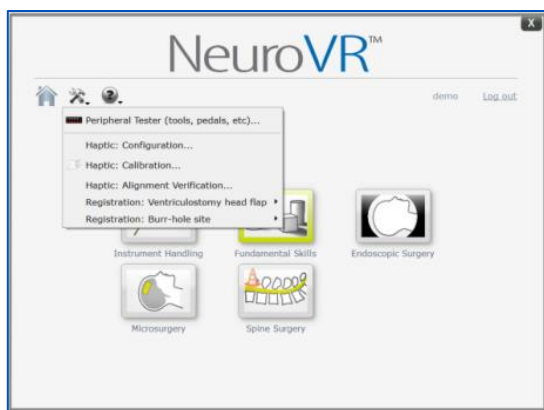 X
NeuroVR™
demo Log out
Peripheral Tester (tools, pedals, etc)...
Haptic: Configuration...
Haptic: Calibration...
Haptic: Alignment Verification...
Registration: Ventriculostomy head flap
Registration: Burr-hole site
Instrument Handling Fundamental Skills Endoscopic Surgery
Microsurgery Spine Surgery